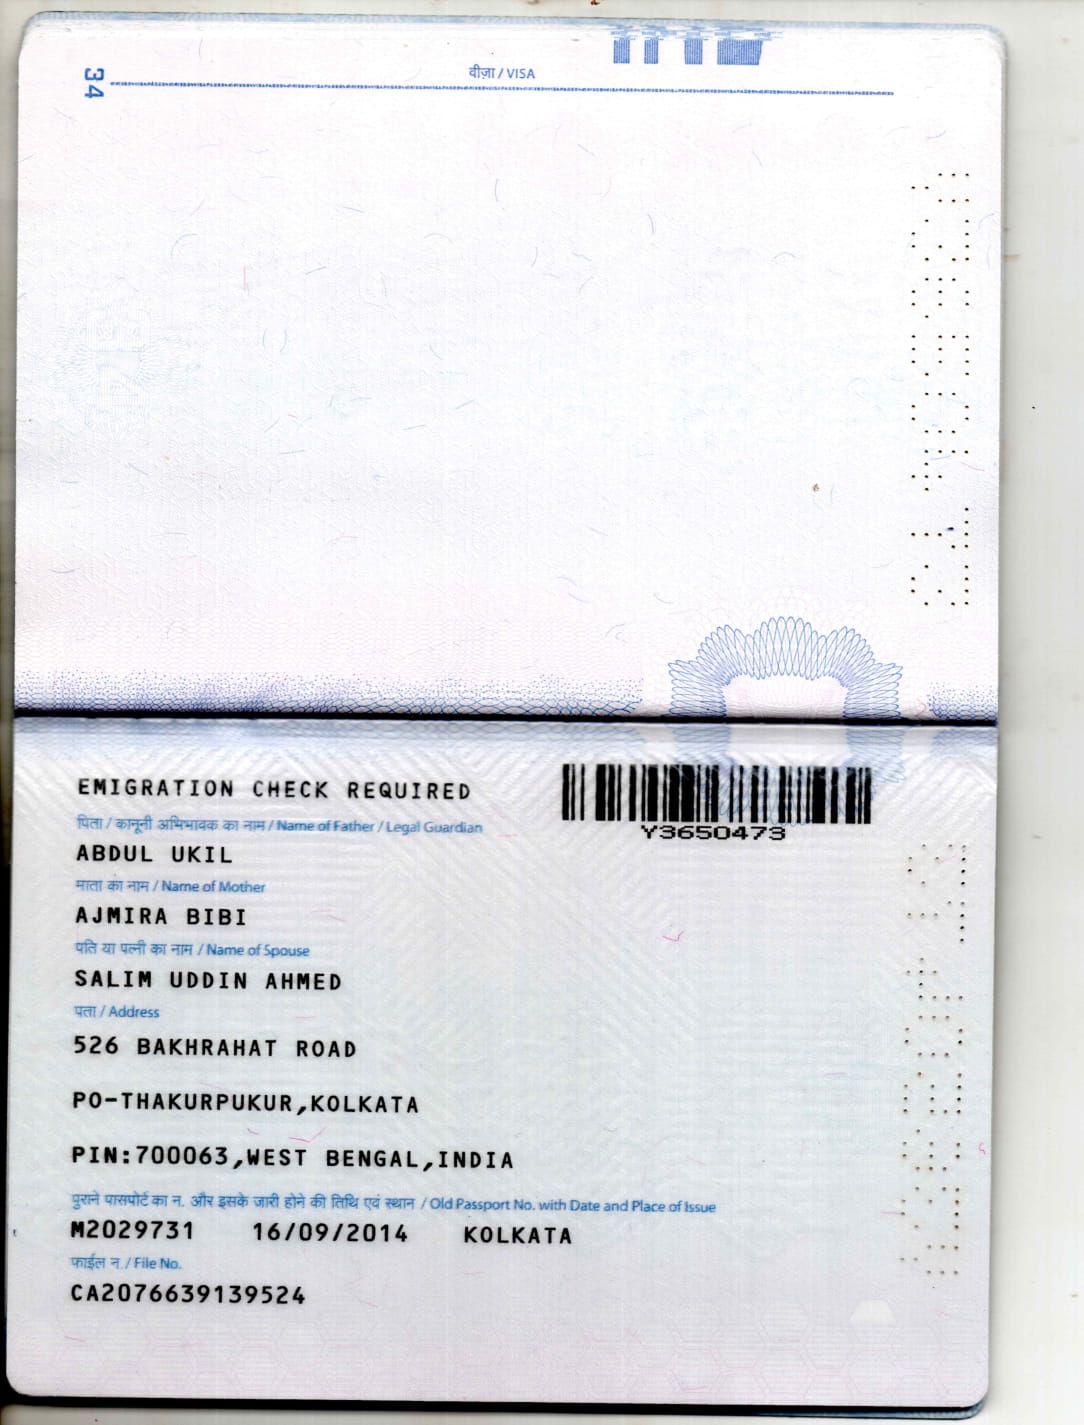 34
वीज़ा / VISA
EMIGRATION CHECK REQUIRED
पिता / कानूनी अभिभावक का नाम / Name of Father / Legal Guardian
ABDUL UKIL
माता का नाम / Name of Mother
AJMIRA BIBI
पति या पत्नी का नाम / Name of Spouse
SALIM UDDIN AHMED
पता / Address
526 BAKHRAHAT ROAD
PO-THAKURPUKUR,KOLKATA
PIN:700063,WEST BENGAL,INDIA
पुराने पासपोर्ट का न. और इसके जारी होने की तिथि एवं स्थान / Old Passport No. with Date and Place of Issue
M2029731 16/09/2014 KOLKATA
फाईल न. / File No.
CA2076639139524
Y3650473